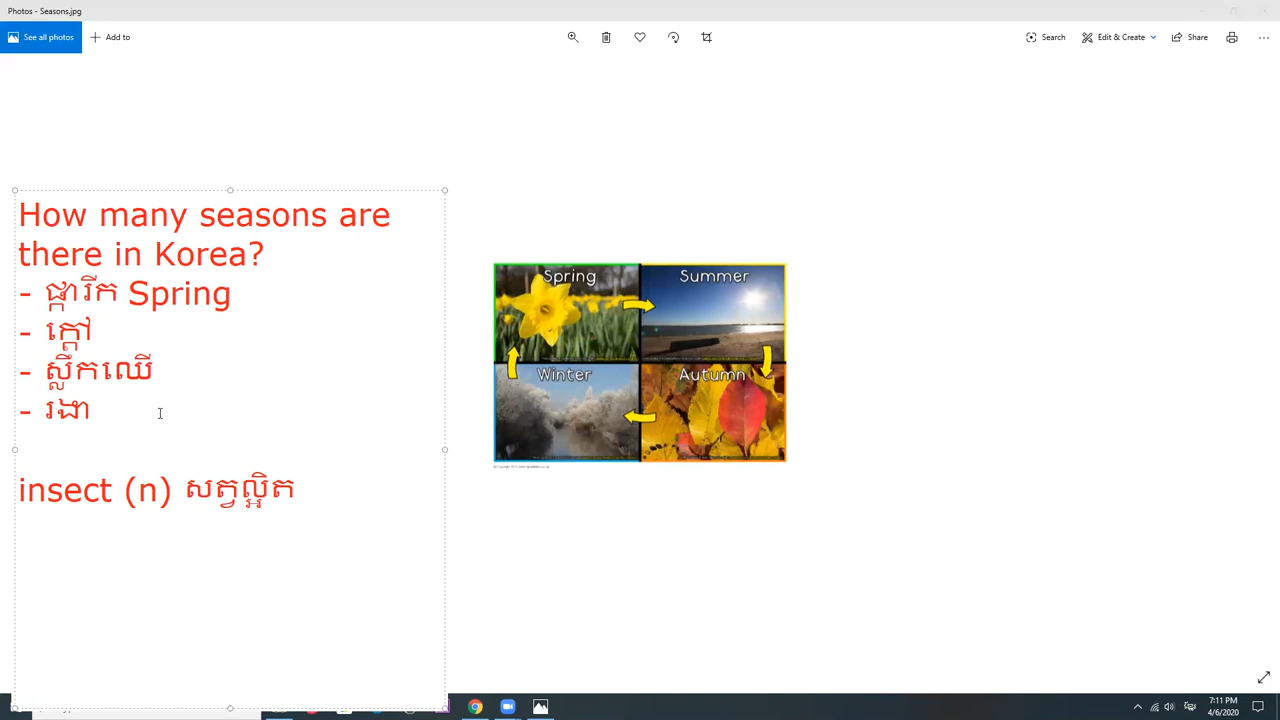 Photos - Seasons.jpg
See all photos
Add to
Search
Edit & Create
Share
How many seasons are
there in Korea?
- ផ្ការីក Spring
- ក្តៅ
- ស្លឹកឈើ
- រងា
insect (n) សត្វល្អិត
Spring
Summer
Winter
Autumn
7:11 PM
4/6/2020